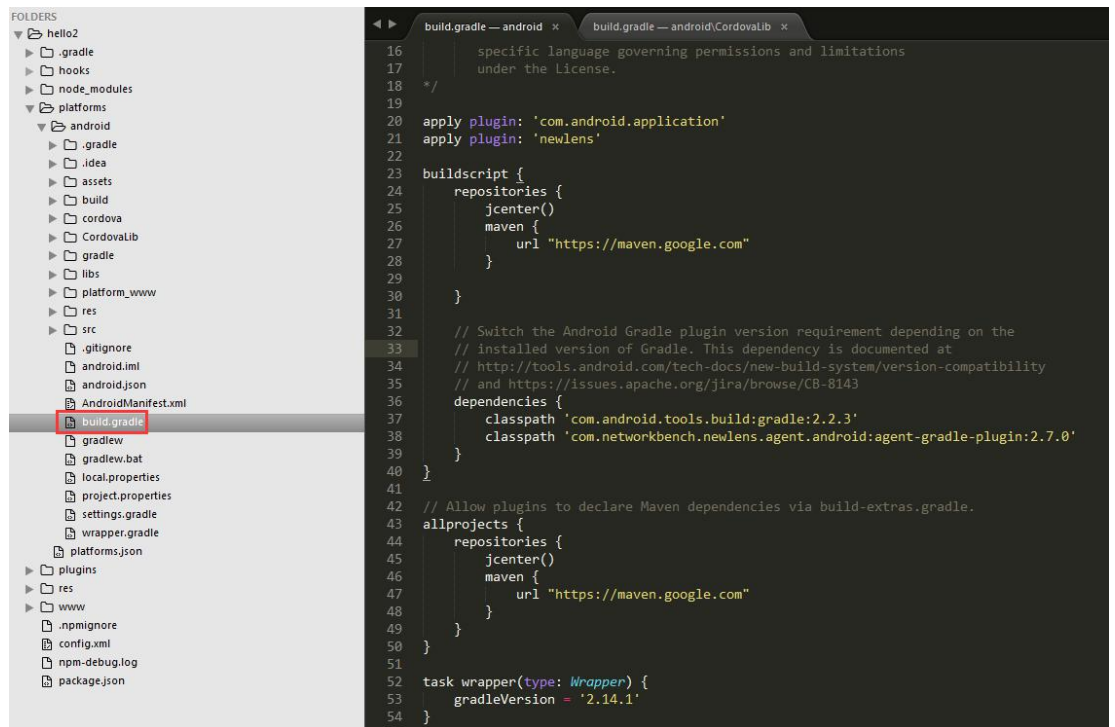 FOLDERS
hello2
.gradle
hooks
node_modules
platforms
android
.gradle
.idea
assets
build
cordova
CordovaLib
gradle
libs
platform_www
res
src
.gitignore
android.iml
android.json
AndroidManifest.xml
build.gradle
gradlew
gradlew.bat
local.properties
project.properties
settings.gradle
wrapper.gradle
platforms.json
plugins
res
www
.npmignore
config.xml
npm-debug.log
package.json
build.gradle — android × build.gradle — android\CordovaLib ×
16 specific language governing permissions and limitations
17 under the License.
18 */
19
20 apply plugin: 'com.android.application'
21 apply plugin: 'newlens'
22
23 buildscript {
24 repositories {
25 jcenter()
26 maven {
27 url "https://maven.google.com"
28 }
29
30 }
31
32 // Switch the Android Gradle plugin version requirement depending on the
33 // installed version of Gradle. This dependency is documented at
34 // http://tools.android.com/tech-docs/new-build-system/version-compatibility
35 // and https://issues.apache.org/jira/browse/CB-8143
36 dependencies {
37 classpath 'com.android.tools.build:gradle:2.2.3'
38 classpath 'com.networkbench.newlens.agent.android:agent-gradle-plugin:2.7.0'
39 }
40 }
41
42 // Allow plugins to declare Maven dependencies via build-extras.gradle.
43 allprojects {
44 repositories {
45 jcenter()
46 maven {
47 url "https://maven.google.com"
48 }
49 }
50 }
51
52 task wrapper(type: Wrapper) {
53 gradleVersion = '2.14.1'
54 }